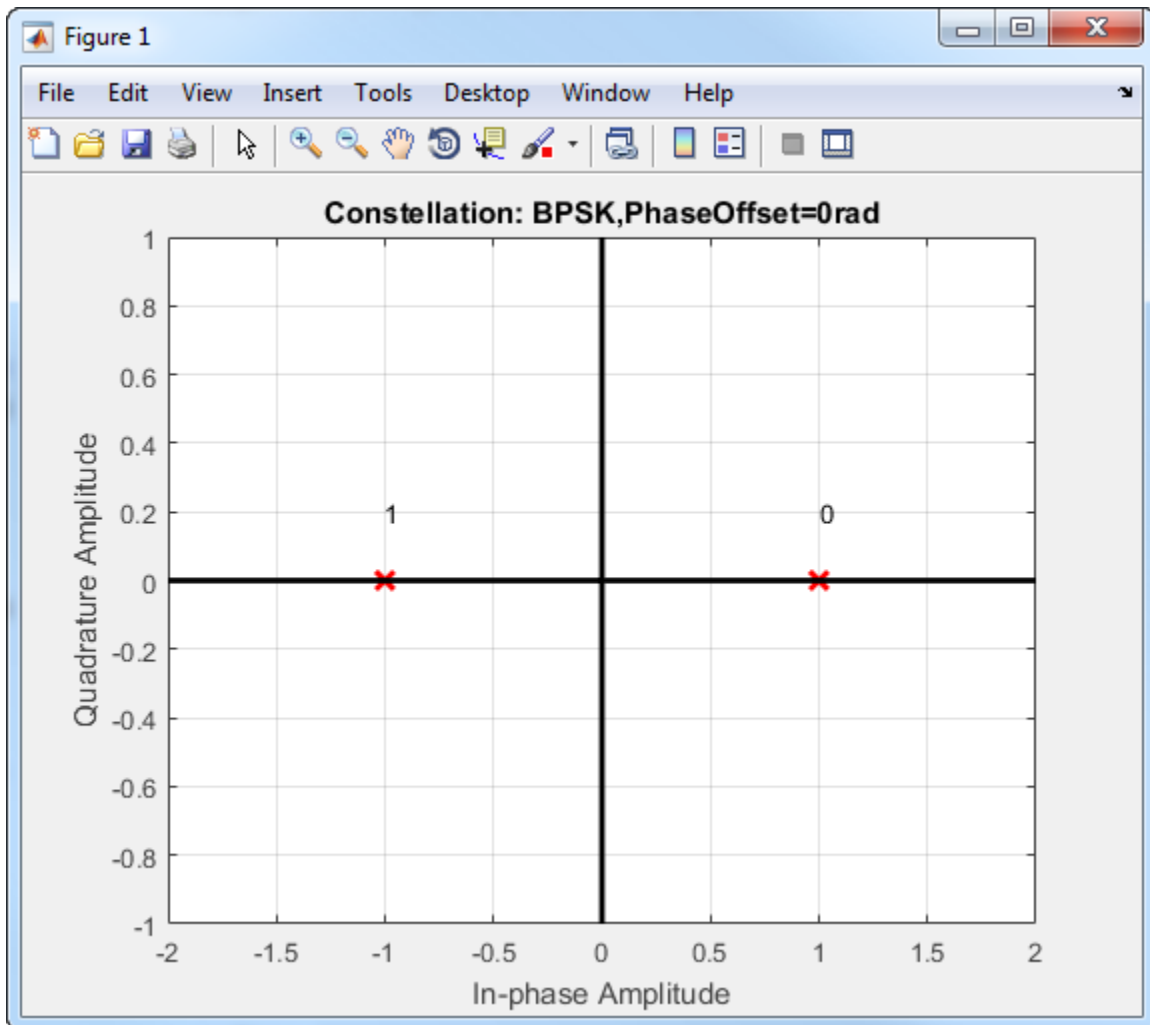 Figure 1
File Edit View Insert Tools Desktop Window Help
Constellation: BPSK,PhaseOffset=0rad
1
0.8
0.6
0.4
0.2
0
-0.2
-0.4
-0.6
-0.8
-1
Quadrature Amplitude
1
0
-2 -1.5 -1 -0.5 0 0.5 1 1.5 2
In-phase Amplitude